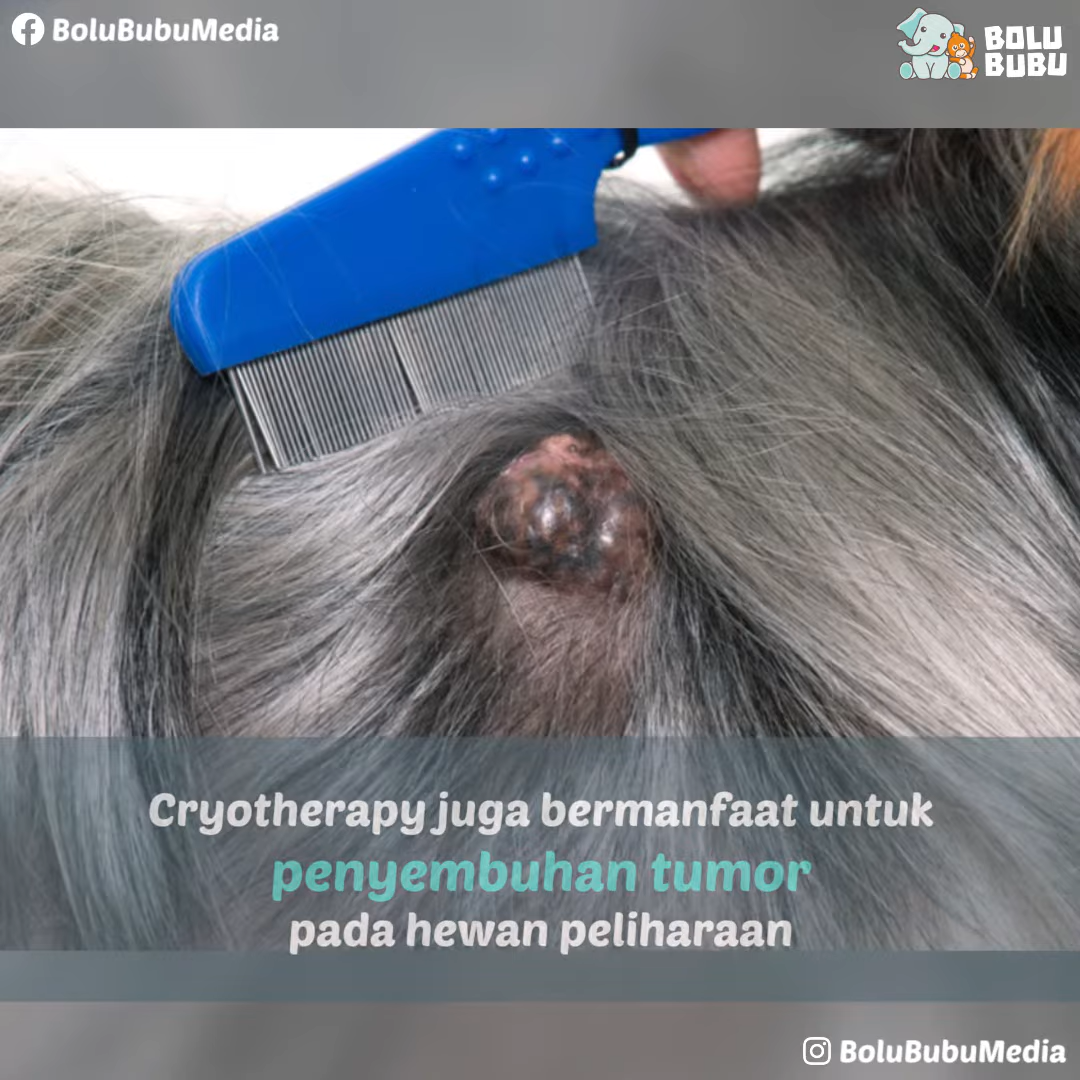 BoluBubuMedia
BOLU
BUBU
Cryotherapy juga bermanfaat untuk
penyembuhan tumor
pada hewan peliharaan
BoluBubuMedia